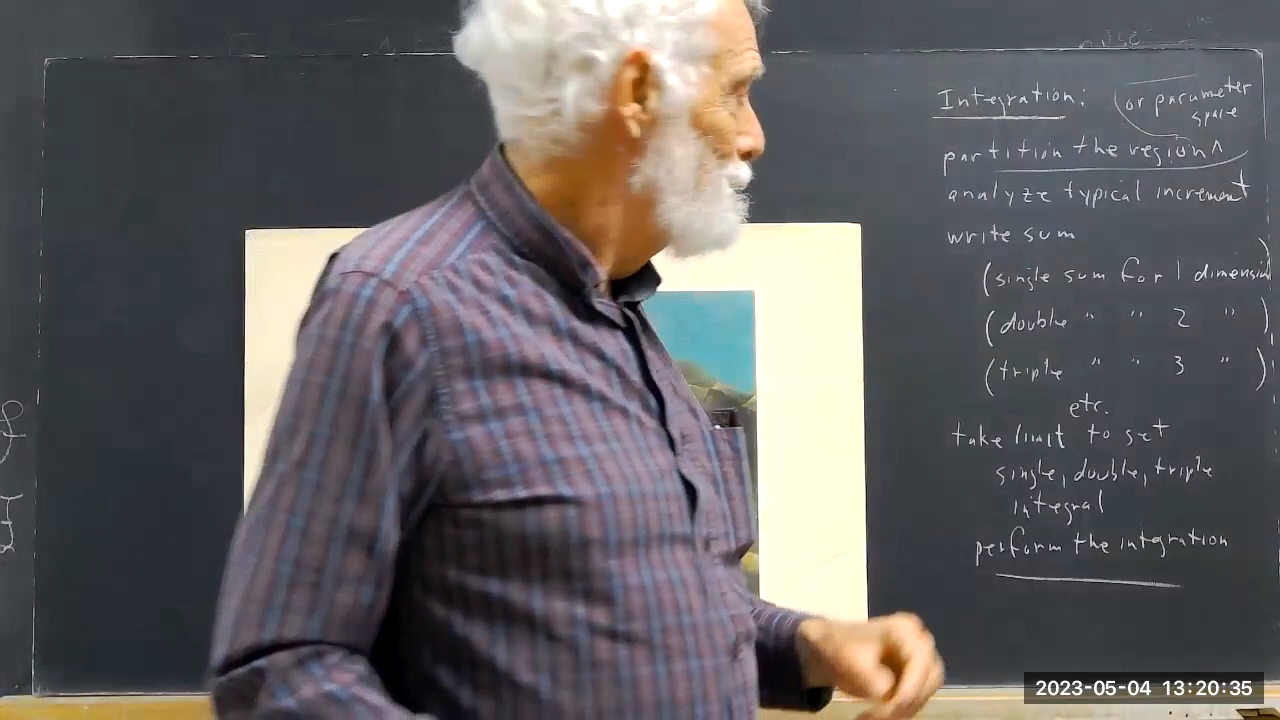 Integration:
(or parameter
space
partition the region ^
analyze typical increment
write sum
(single sum for 1 dimension)
(double " " 2 " )
(triple " " 3 " )
etc.
take limit to get
single, double, triple
integral
perform the integration
2023-05-04 13:20:35